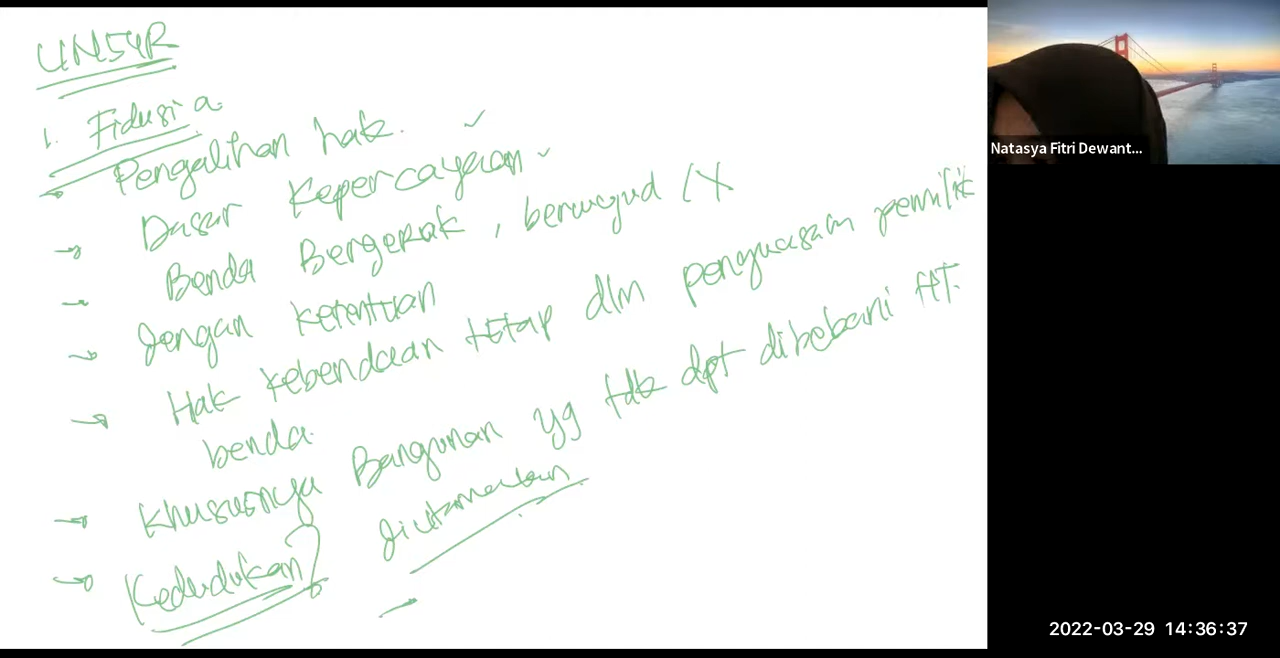 UNSUR
1. Fidusia
→ Pengalihan hak. ✓
→ Dasar Kepercayaan ✓
→ Benda Bergerak, berwujud / X
→ dengan ketentuan
→ Hak kebendaan tetap dlm penguasaan pemilik
benda.
→ Khususnya Bangunan yg tdk dpt dibebani HT.
→ Kedudukan? diutamakan
-
Natasya Fitri Dewant...
2022-03-29 14:36:37